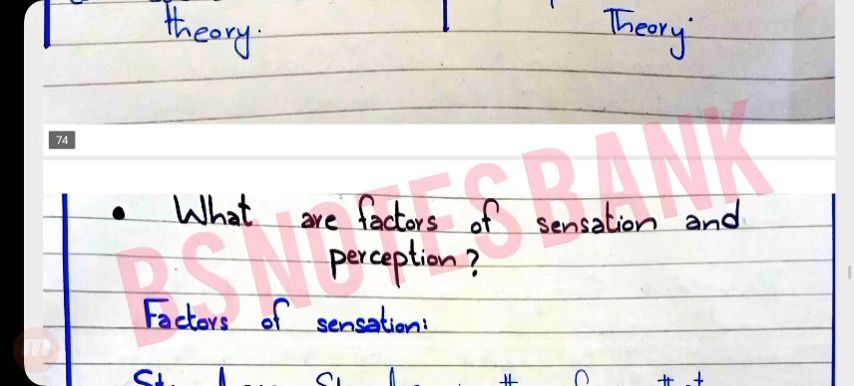 theory.
Theory
74
BSNOTESBANK
• What are factors of sensation and
perception?
Factors of sensation: